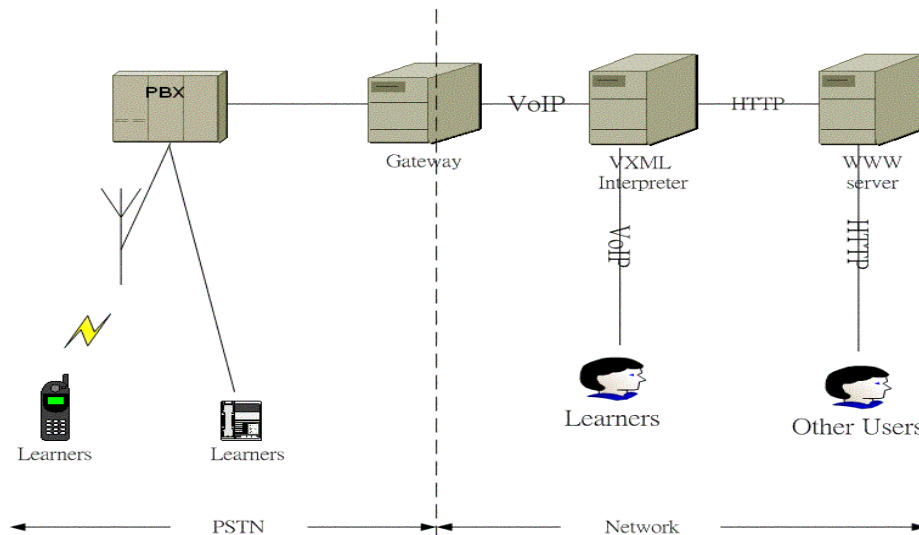 PBX
VoIP
HTTP
Gateway
VXML
Interpreter
WWW
server
VoIP
HTTP
Learners
Learners
Learners
Other Users
PSTN
Network